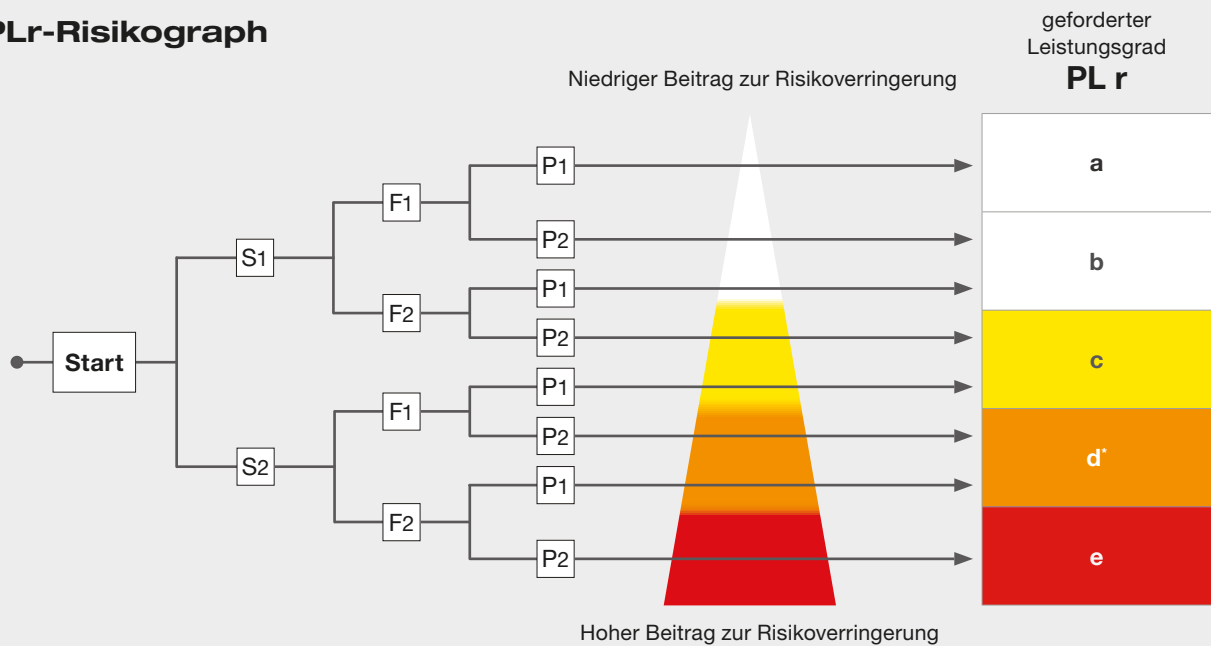 PLr-Risikograph
geforderter
Leistungsgrad
PL r
Niedriger Beitrag zur Risikoverringerung
Start
S1
S2
F1
F2
F1
F2
P1
P2
P1
P2
P1
P2
P1
P2
a
b
c
d*
e
Hoher Beitrag zur Risikoverringerung